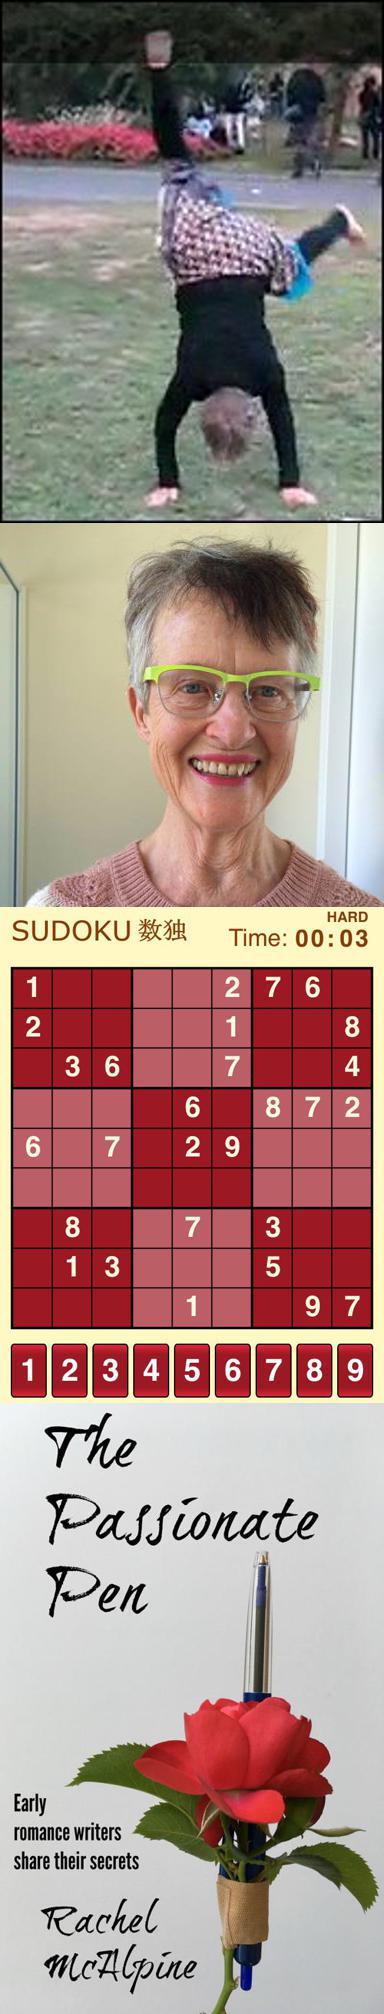 SUDOKU 数独
HARD
Time: 00:03
1 2 7 6
2 1 8
3 6 7 4
6 8 7 2
6 7 2 9
8 7 3
1 3 5
1 9 7
1 2 3 4 5 6 7 8 9
The
Passionate
Pen
Early
romance writers
share their secrets
Rachel
McAlpine